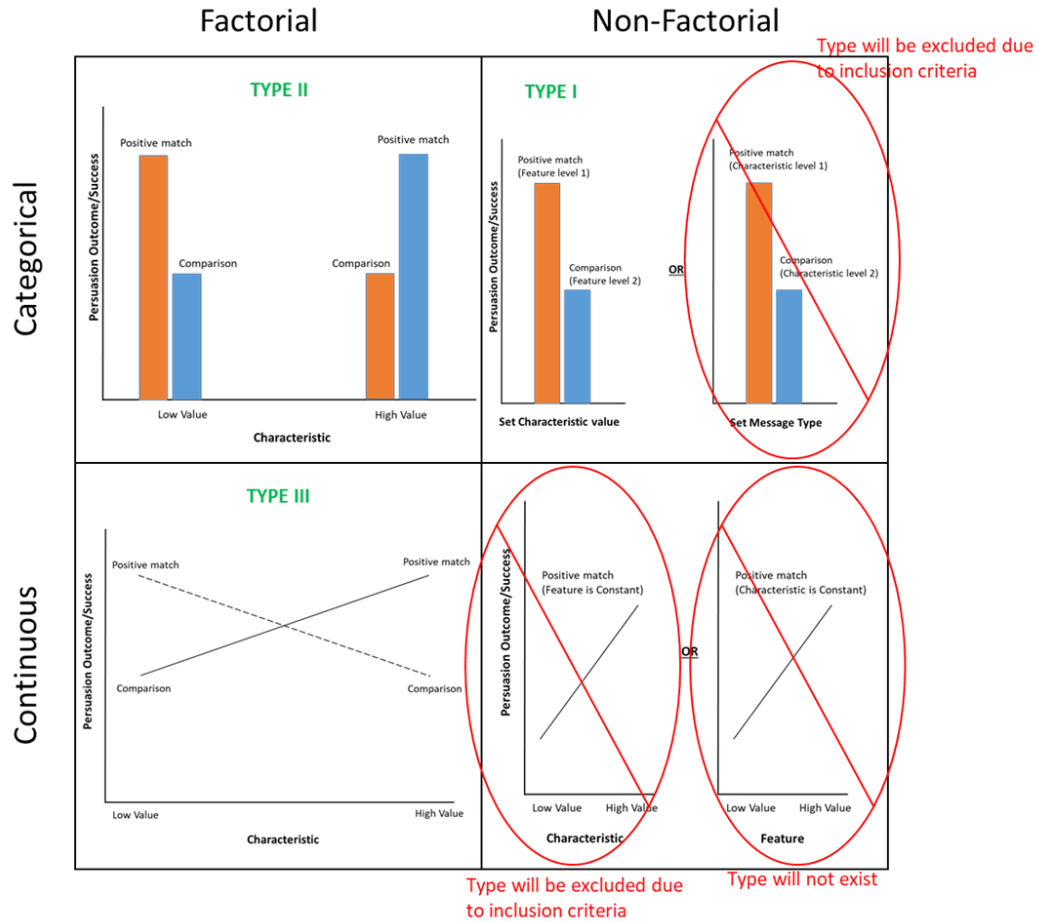 Factorial
Non-Factorial
Type will be excluded due
to inclusion criteria
Categorical
TYPE II
Persuasion Outcome/Success
Positive match
Comparison
Positive match
Comparison
Low Value
High Value
Characteristic
TYPE I
Persuasion Outcome/Success
Positive match
(Feature level 1)
Comparison
(Feature level 2)
Set Characteristic value
OR
Positive match
(Characteristic level 1)
Comparison
(Characteristic level 2)
Set Message Type
Continuous
TYPE III
Persuasion Outcome/Success
Positive match
Comparison
Positive match
Comparison
Low Value
High Value
Characteristic
Persuasion Outcome/Success
Positive match
(Feature is Constant)
Low Value
High Value
Characteristic
OR
Positive match
(Characteristic is Constant)
Low Value
High Value
Feature
Type will be excluded due
to inclusion criteria
Type will not exist